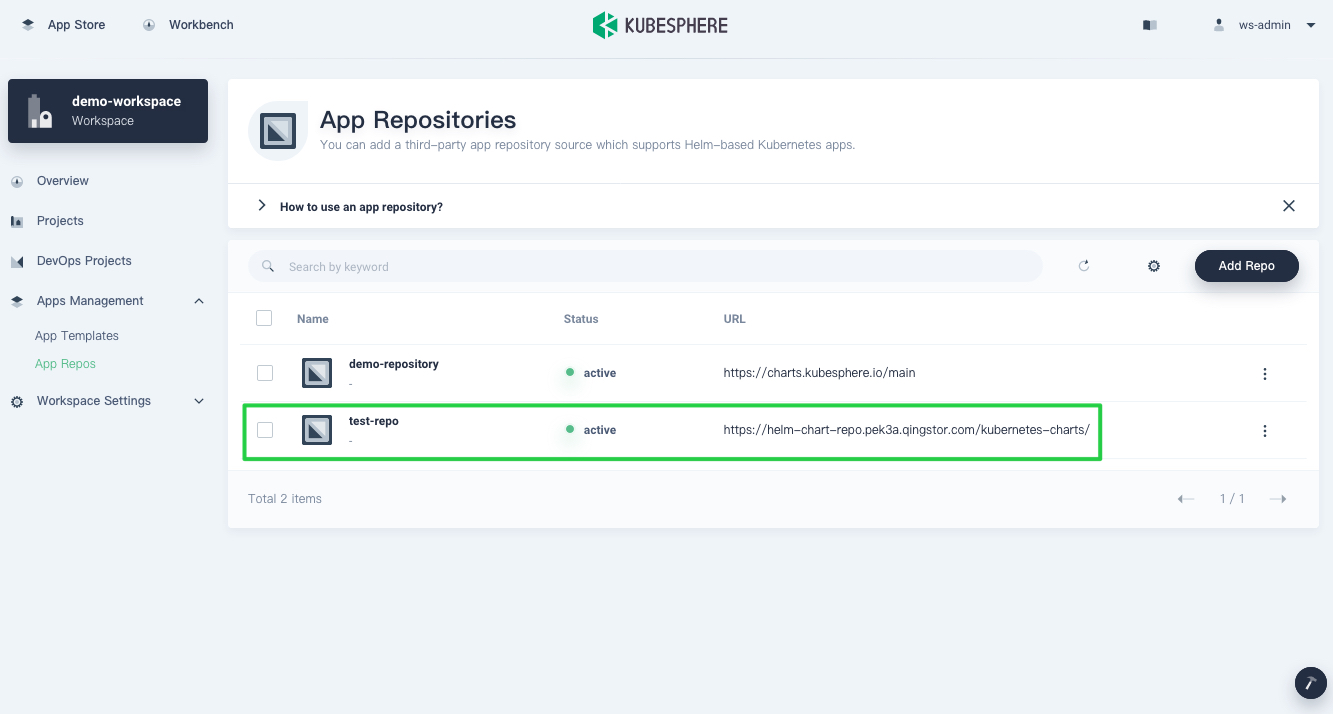 App Store
Workbench
KUBESPHERE
ws-admin
demo-workspace
Workspace
Overview
Projects
DevOps Projects
Apps Management
App Templates
App Repos
Workspace Settings
App Repositories
You can add a third-party app repository source which supports Helm-based Kubernetes apps.
How to use an app repository?
Search by keyword
Add Repo
Name Status URL
demo-repository
-
active
https://charts.kubesphere.io/main
test-repo
-
active
https://helm-chart-repo.pek3a.qingstor.com/kubernetes-charts/
Total 2 items
1 / 1